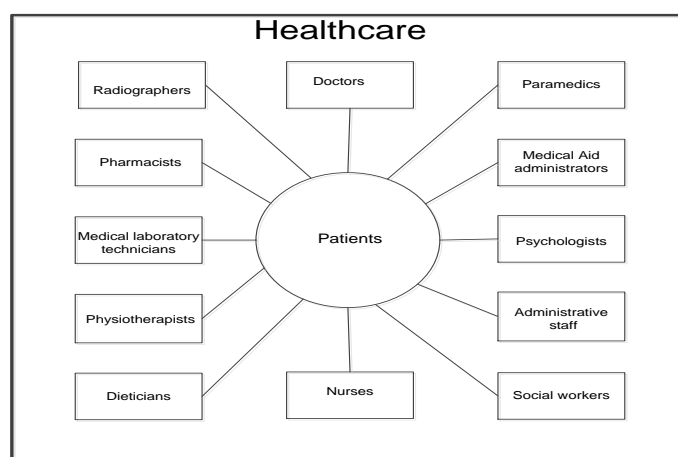 Healthcare
Radiographers
Doctors
Paramedics
Pharmacists
Medical Aid
administrators
Medical laboratory
technicians
Patients
Psychologists
Physiotherapists
Administrative
staff
Dieticians
Nurses
Social workers